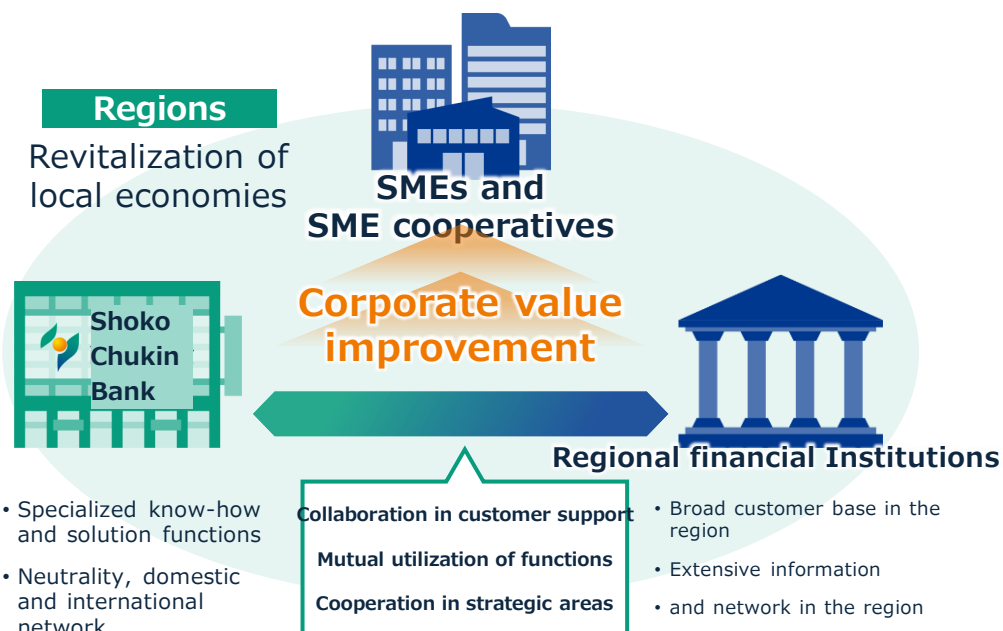 Regions
Revitalization of
local economies
SMEs and
SME cooperatives
Corporate value
improvement
Shoko
Chukin
Bank
Regional financial Institutions
• Specialized know-how
and solution functions
• Neutrality, domestic
and international
network
Collaboration in customer support
Mutual utilization of functions
Cooperation in strategic areas
• Broad customer base in the
region
• Extensive information
• and network in the region